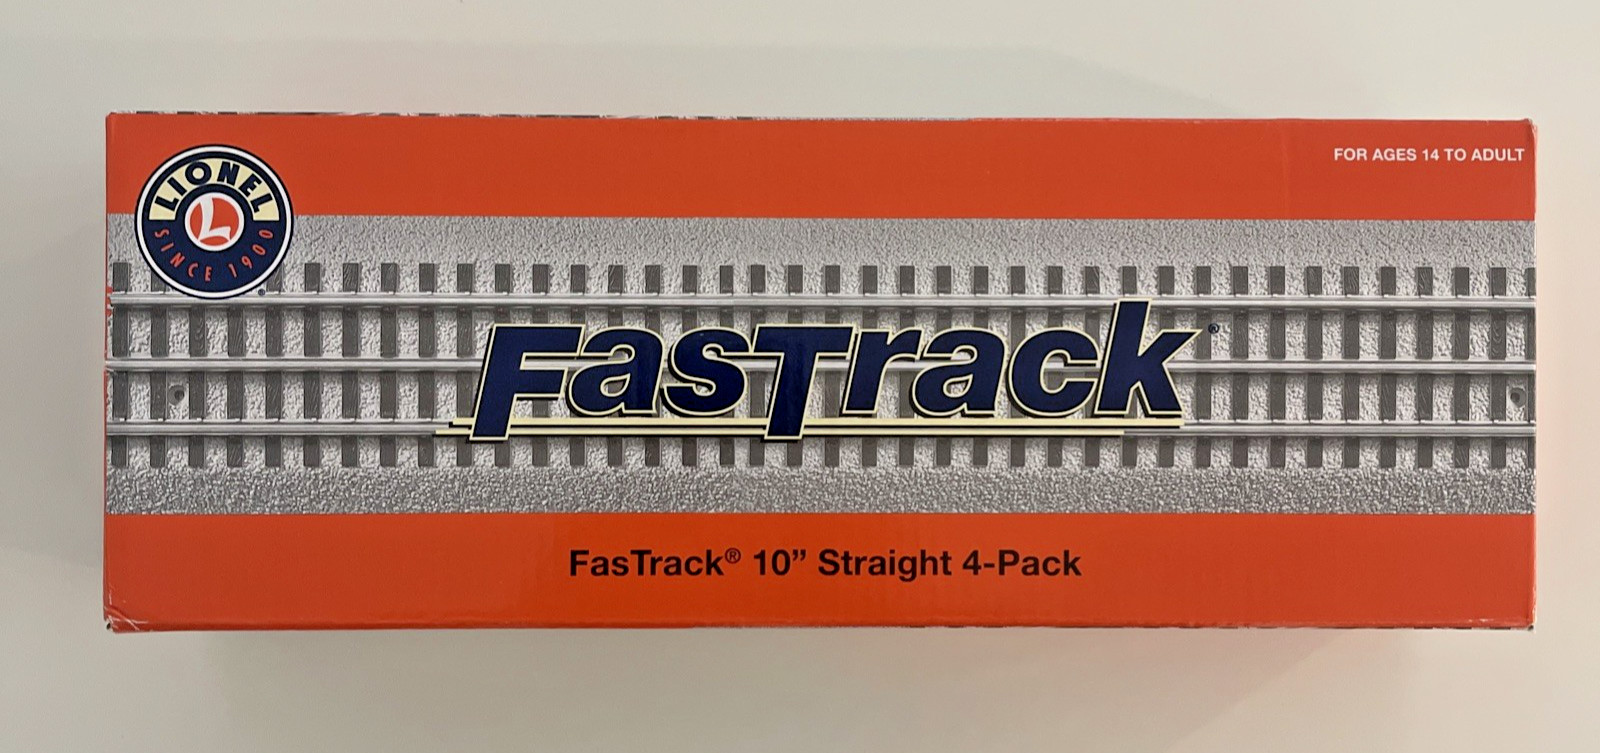 LIONEL
L
SINCE 1900
FOR AGES 14 TO ADULT
FasTrack®
FasTrack® 10” Straight 4-Pack